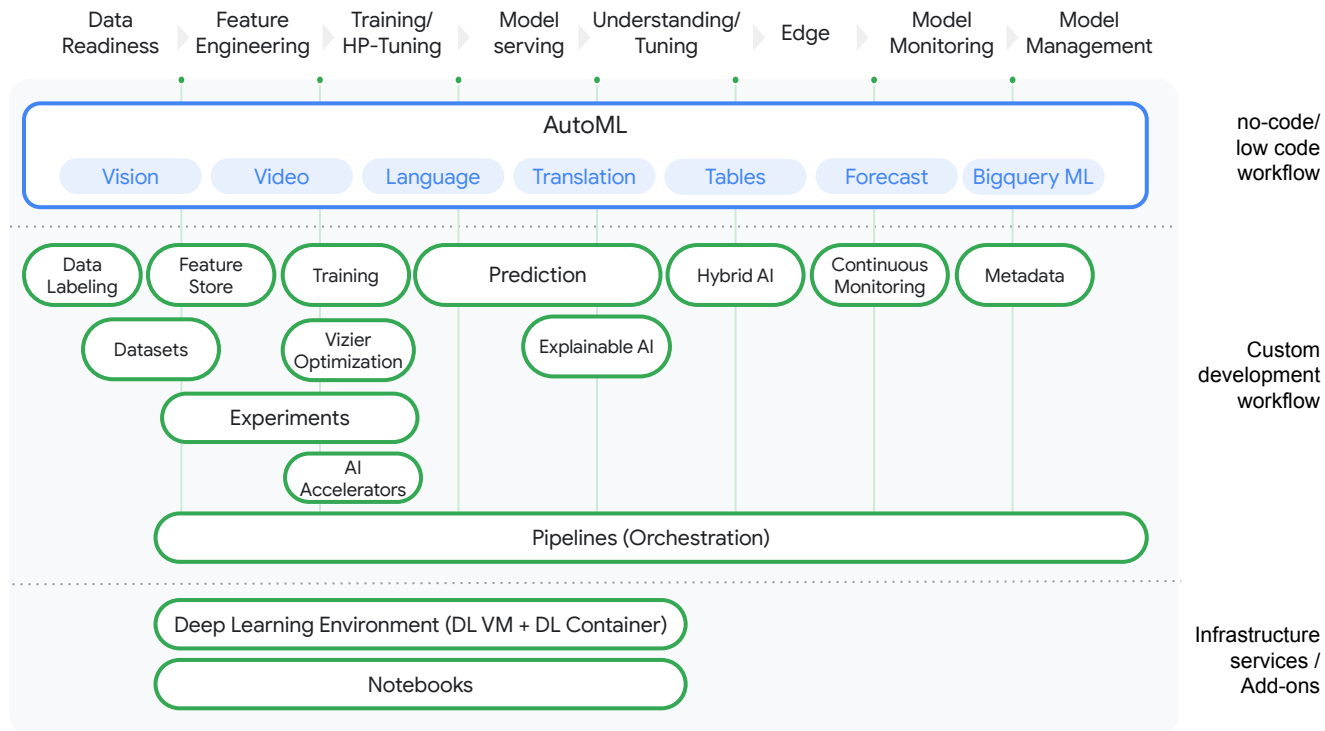 Data
Readiness
Feature
Engineering
Training/
HP-Tuning
Model
serving
Understanding/
Tuning
Edge
Model
Monitoring
Model
Management
AutoML
Vision
Video
Language
Translation
Tables
Forecast
Bigquery ML
no-code/
low code
workflow
Data
Labeling
Feature
Store
Training
Prediction
Hybrid AI
Continuous
Monitoring
Metadata
Datasets
Vizier
Optimization
Explainable AI
Experiments
AI
Accelerators
Pipelines (Orchestration)
Custom
development
workflow
Deep Learning Environment (DL VM + DL Container)
Notebooks
Infrastructure
services /
Add-ons